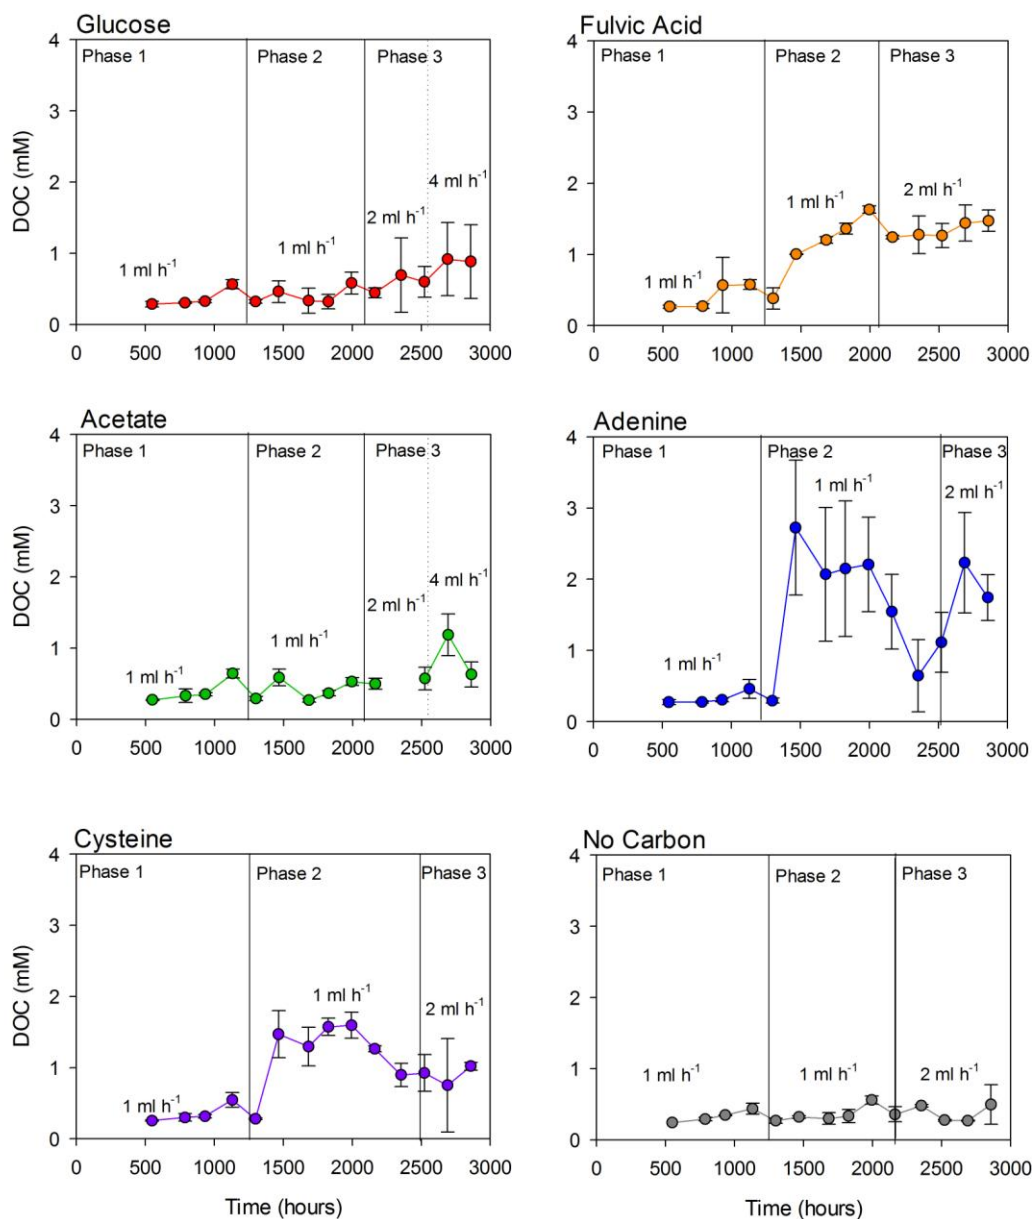 Glucose
4
3
2
1
0
DOC (mM)
Phase 1
Phase 2
Phase 3
1 ml h⁻¹
1 ml h⁻¹
2 ml h⁻¹
4 ml h⁻¹
0 500 1000 1500 2000 2500 3000
Fulvic Acid
4
3
2
1
0
Phase 1
Phase 2
Phase 3
1 ml h⁻¹
1 ml h⁻¹
2 ml h⁻¹
0 500 1000 1500 2000 2500 3000
Acetate
4
3
2
1
0
DOC (mM)
Phase 1
Phase 2
Phase 3
1 ml h⁻¹
1 ml h⁻¹
2 ml h⁻¹
4 ml h⁻¹
0 500 1000 1500 2000 2500 3000
Adenine
4
3
2
1
0
Phase 1
Phase 2
Phase 3
1 ml h⁻¹
1 ml h⁻¹
2 ml h⁻¹
0 500 1000 1500 2000 2500 3000
Cysteine
4
3
2
1
0
DOC (mM)
Phase 1
Phase 2
Phase 3
1 ml h⁻¹
1 ml h⁻¹
2 ml h⁻¹
0 500 1000 1500 2000 2500 3000
Time (hours)
No Carbon
4
3
2
1
0
Phase 1
Phase 2
Phase 3
1 ml h⁻¹
1 ml h⁻¹
2 ml h⁻¹
0 500 1000 1500 2000 2500 3000
Time (hours)